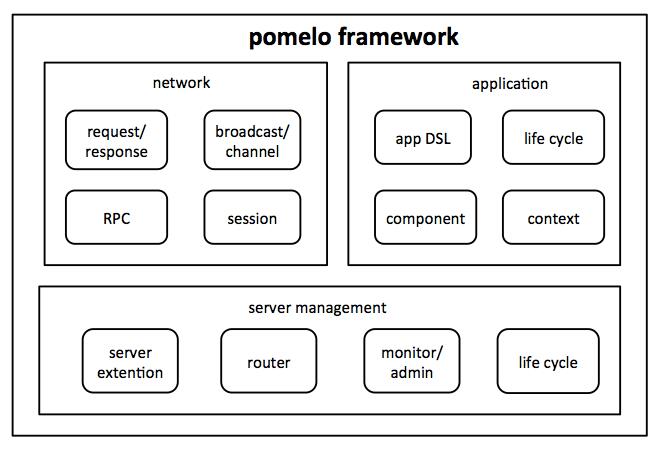 pomelo framework
network
request/
response
broadcast/
channel
RPC
session
application
app DSL
life cycle
component
context
server management
server
extention
router
monitor/
admin
life cycle